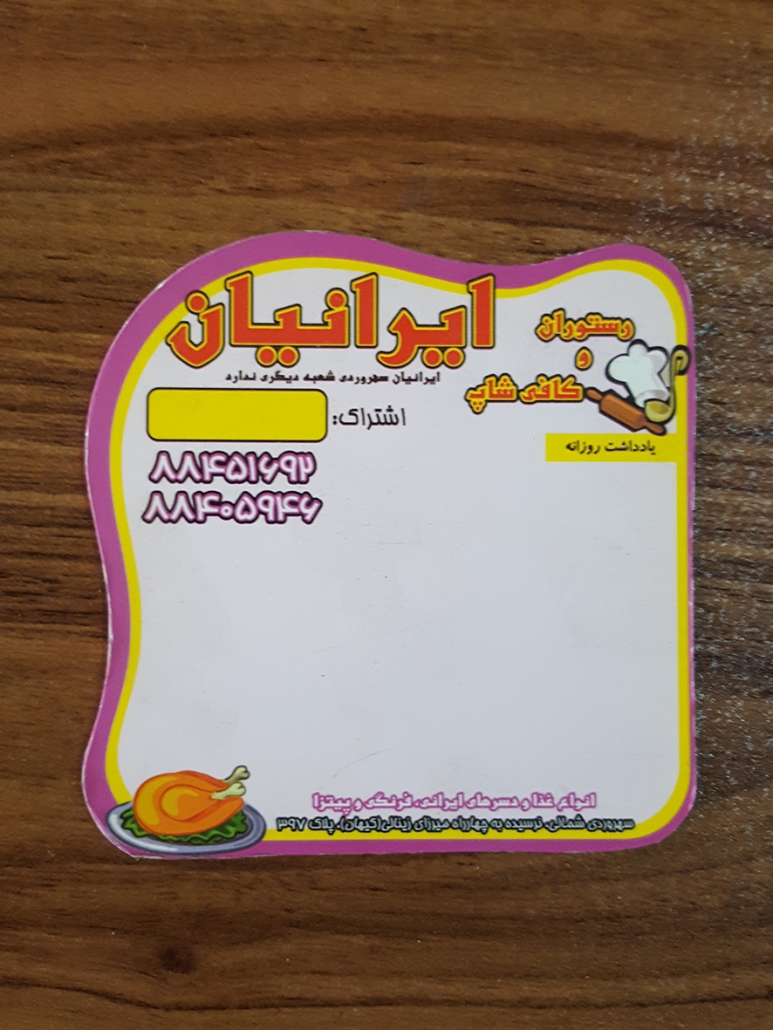 رستوران
و
کافی شاپ
ایرانیان
ایرانیان سهروردی شعبه دیگری ندارد
اشتراک:
یادداشت روزانه
۸۸۴۵۱۶۹۲
۸۸۴۰۵۹۴۶
انواع غذا و دسرهای ایرانی، فرنگی و پیتزا
سهروردی شمالی، نرسیده به چهارراه میرزای زینالی(کیهان)، پلاک ۳۹۷